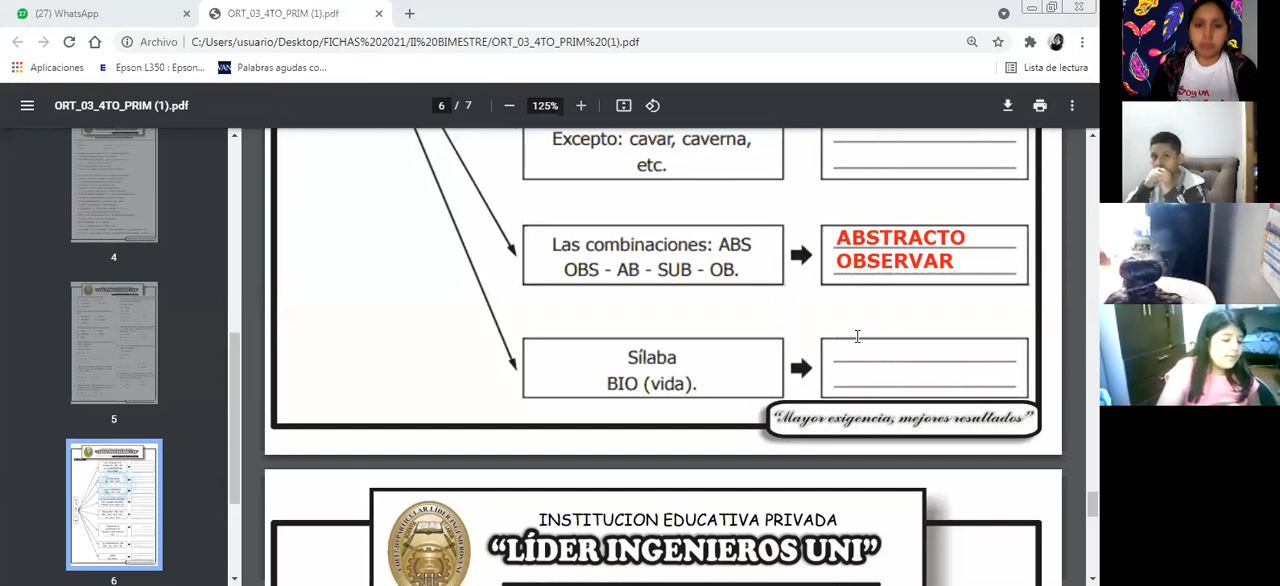 (27) WhatsApp
ORT_03_4TO_PRIM (1).pdf
Archivo
C:/Users/usuario/Desktop/FICHAS%202021/II%20BIMESTRE/ORT_03_4TO_PRIM%20(1).pdf
Aplicaciones
Epson L350 : Epson...
Palabras agudas co...
Lista de lectura
ORT_03_4TO_PRIM (1).pdf
6 / 7
125%
4
5
6
Excepto: cavar, caverna,
etc.
Las combinaciones: ABS
OBS - AB - SUB - OB.
ABSTRACTO
OBSERVAR
Sílaba
BIO (vida).
"Mayor exigencia, mejores resultados"
INSTITUCION EDUCATIVA PRIVADA
"LÍDER INGENIEROS UNI"
Soy un